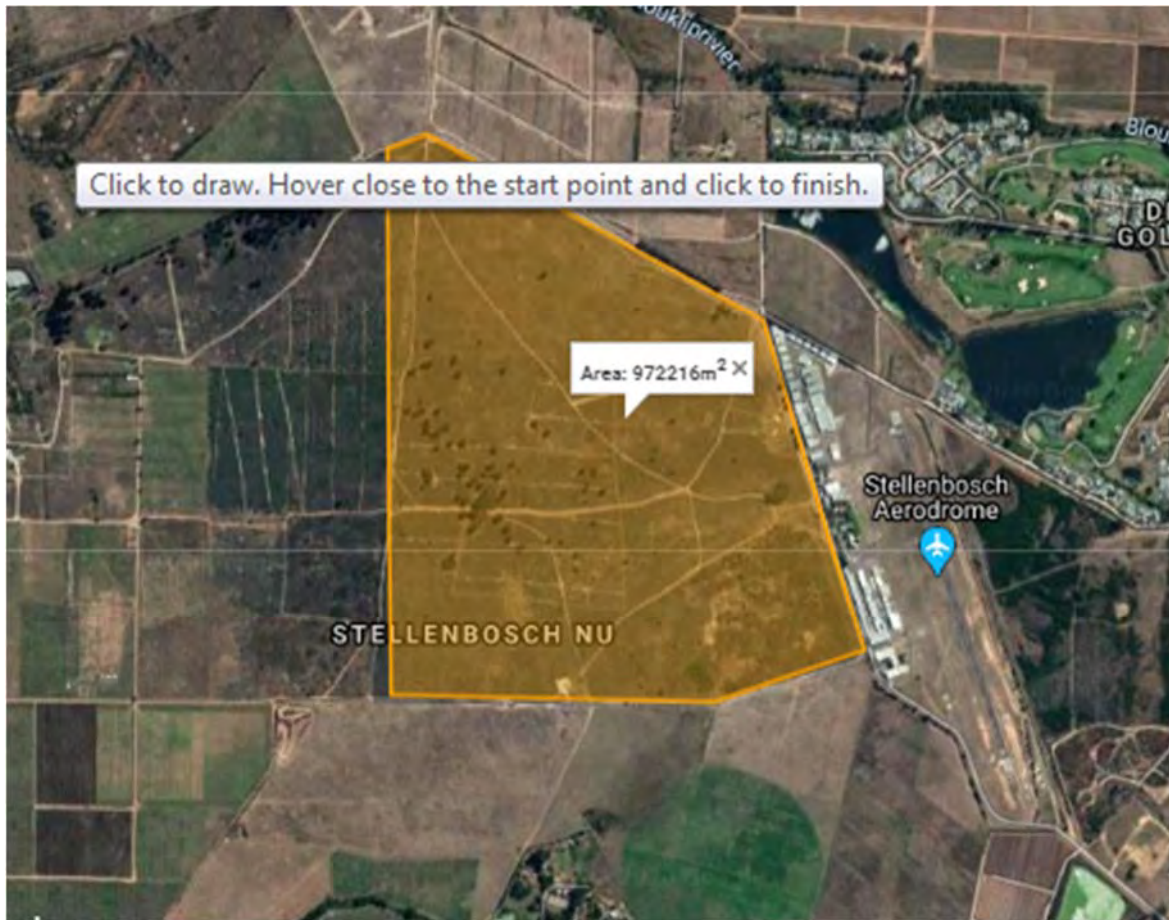 Click to draw. Hover close to the start point and click to finish.
Area: 972216m²
Stellenbosch
Aerodrome
STELLENBOSCH NU